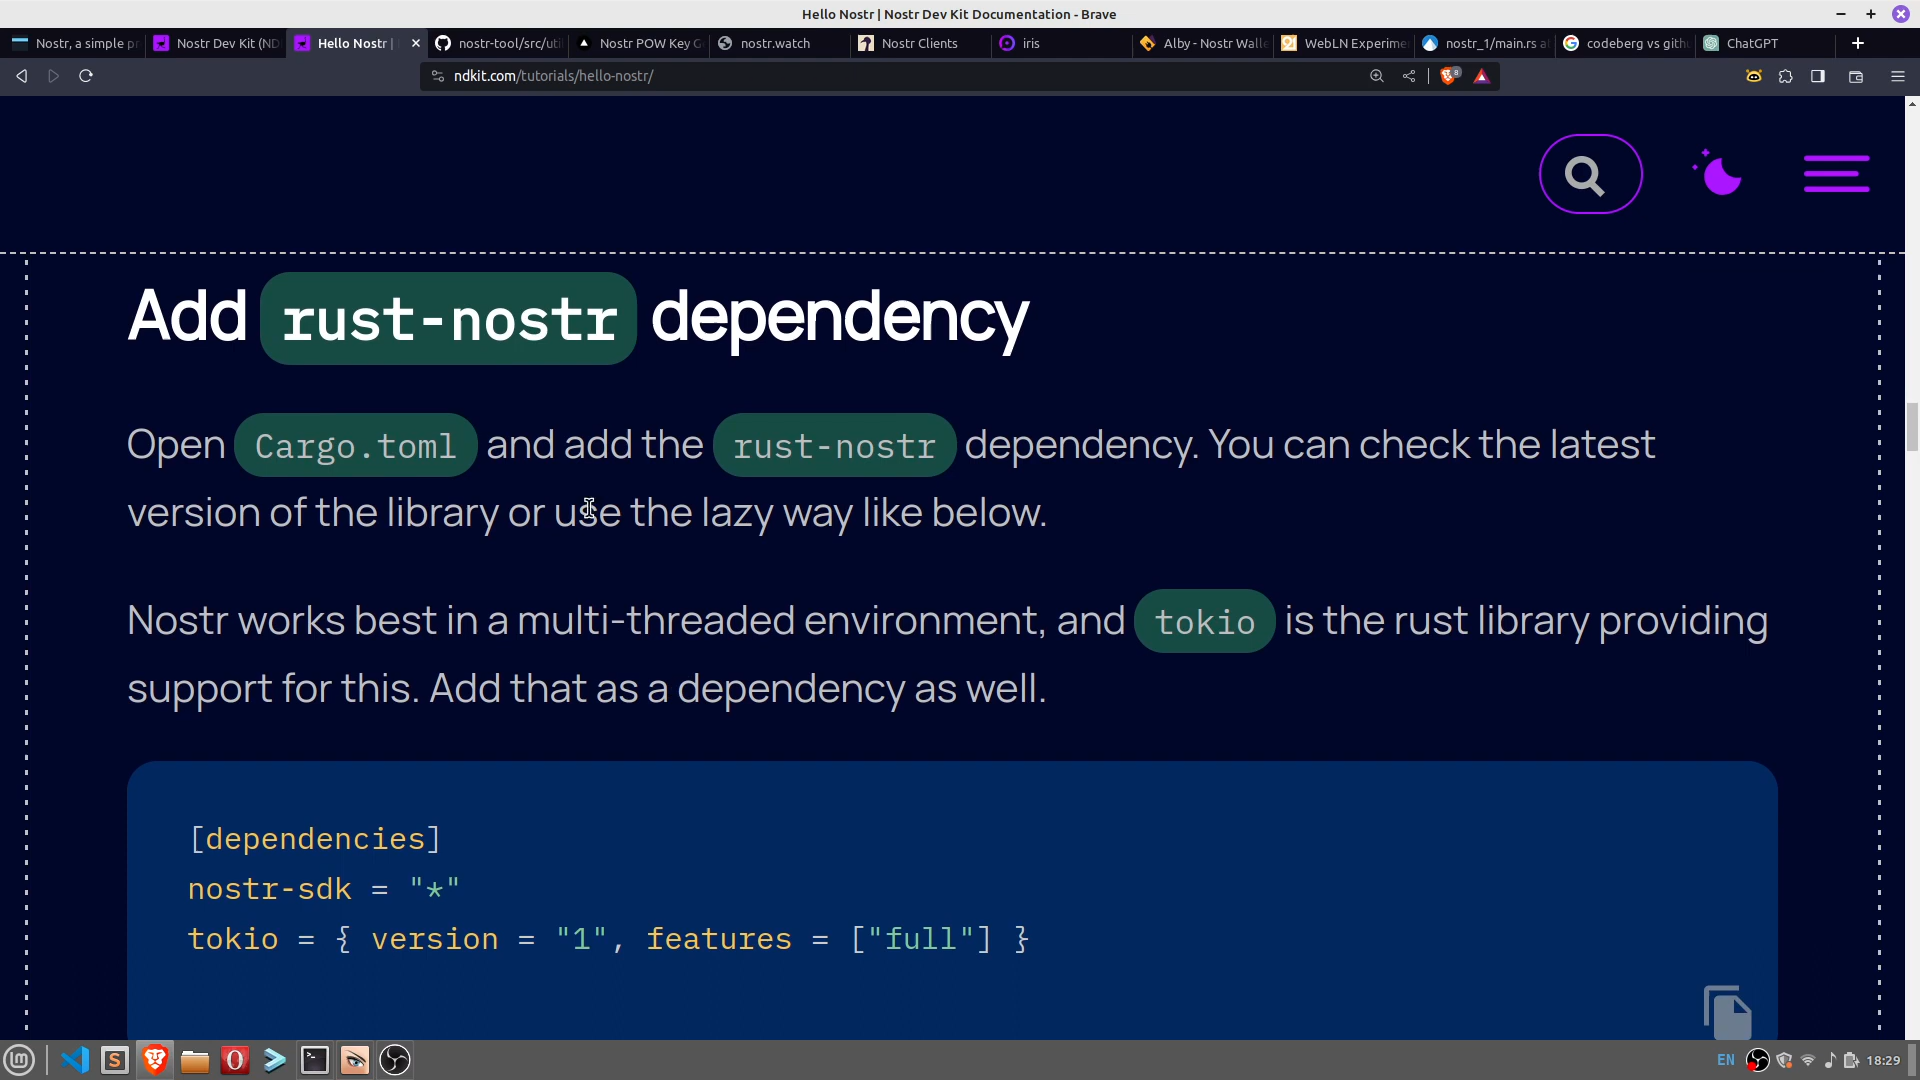 Hello Nostr | Nostr Dev Kit Documentation - Brave
Nostr, a simple pr
Nostr Dev Kit (ND
Hello Nostr |
nostr-tool/src/uti
Nostr POW Key G
nostr.watch
Nostr Clients
iris
Alby - Nostr Walle
WebLN Experime
nostr_1/main.rs a
codeberg vs gith
ChatGPT
ndkit.com/tutorials/hello-nostr/
8
Add rust-nostr dependency
Open Cargo.toml and add the rust-nostr dependency. You can check the latest
version of the library or use the lazy way like below.
Nostr works best in a multi-threaded environment, and tokio is the rust library providing
support for this. Add that as a dependency as well.
[dependencies]
nostr-sdk = "*"
tokio = { version = "1", features = ["full"] }
EN
18:29